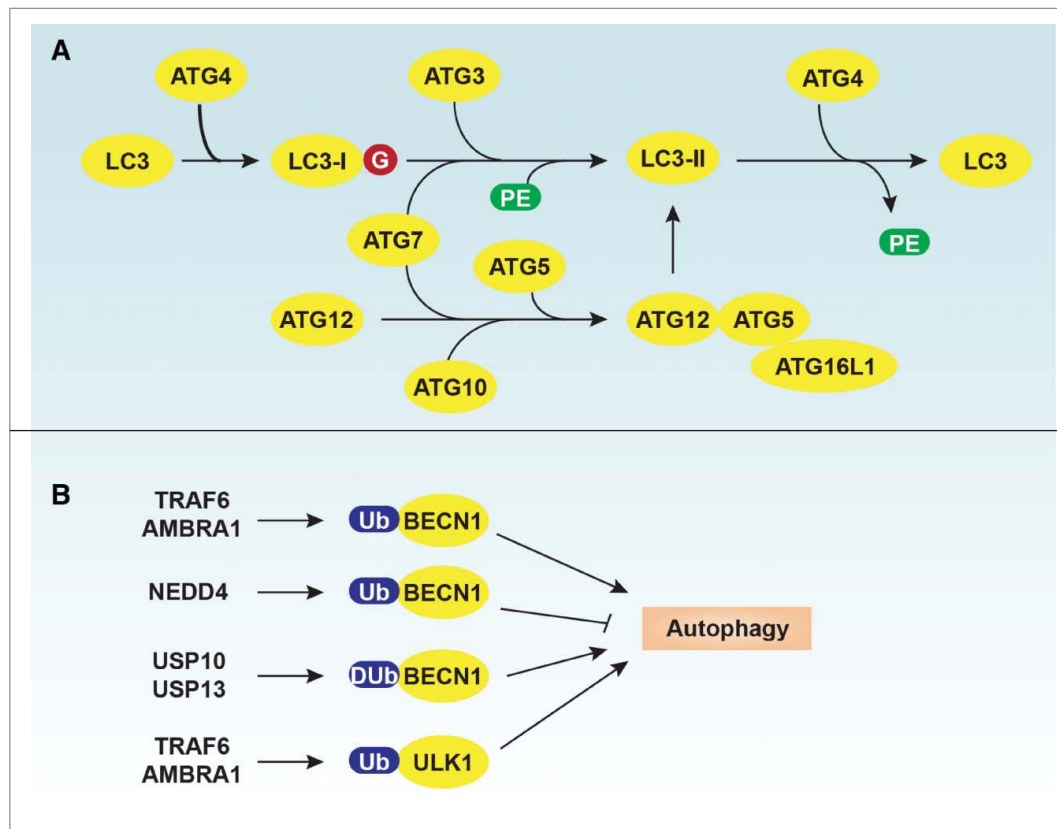 A
ATG4
ATG3
ATG4
LC3
LC3-I
G
LC3-II
LC3
PE
PE
ATG7
ATG5
ATG12
ATG12
ATG5
ATG10
ATG16L1
B
TRAF6
AMBRA1
Ub
BECN1
NEDD4
Ub
BECN1
Autophagy
USP10
USP13
DUb
BECN1
TRAF6
AMBRA1
Ub
ULK1